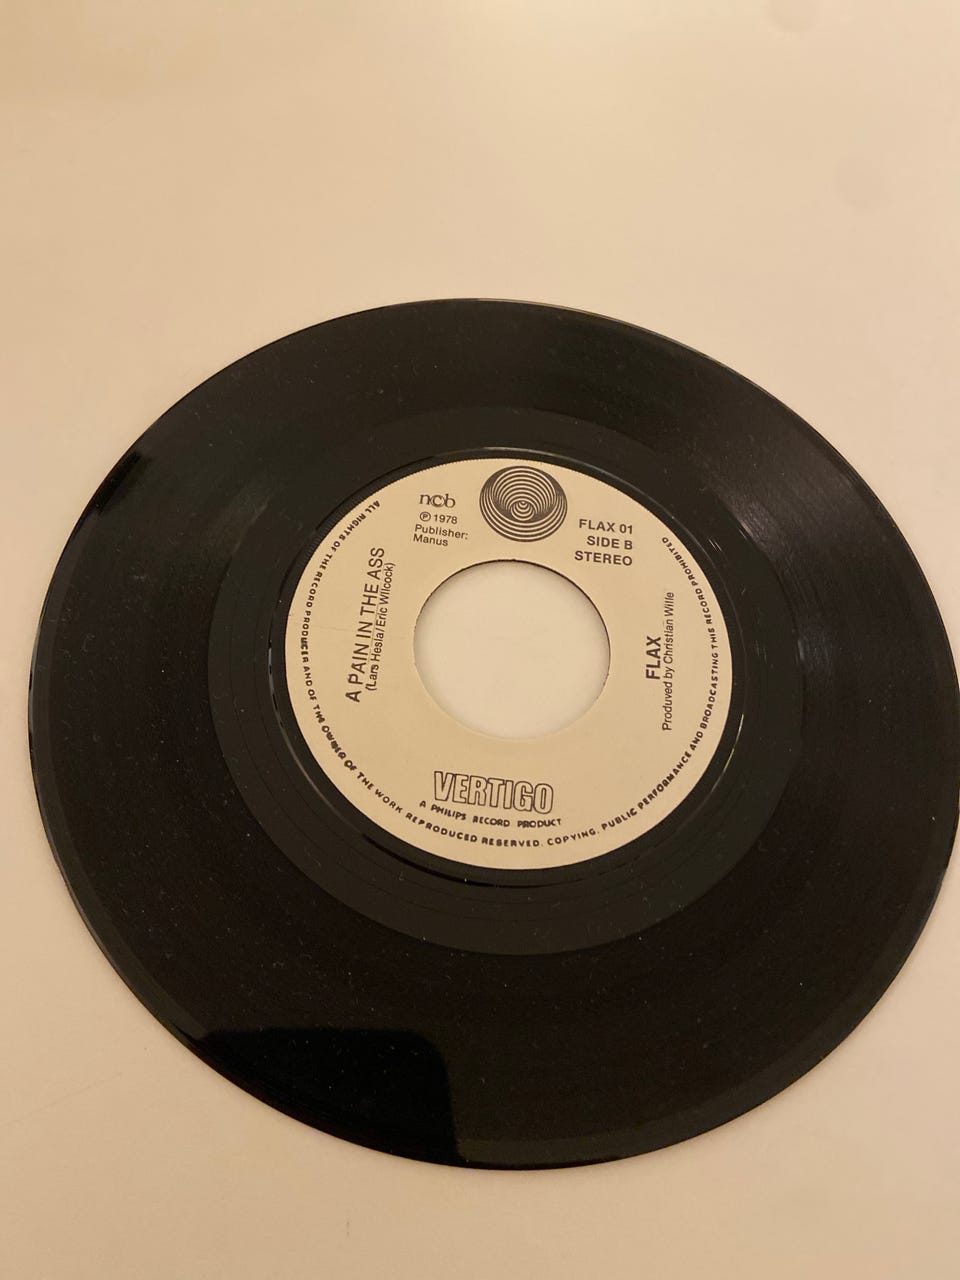 ncb
℗ 1978
Publisher:
Manus
FLAX 01
SIDE B
STEREO
A PAIN IN THE ASS
(Lars Hesla/Eric Wilcock)
FLAX
Produved by Christian Wille
VERTIGO
A PHILIPS RECORD PRODUCT
ALL RIGHTS OF THE RECORD PRODUCER AND OF THE OWNER OF THE WORK REPRODUCED RESERVED. COPYING, PUBLIC PERFORMANCE AND BROADCASTING THIS RECORD PROHIBITED